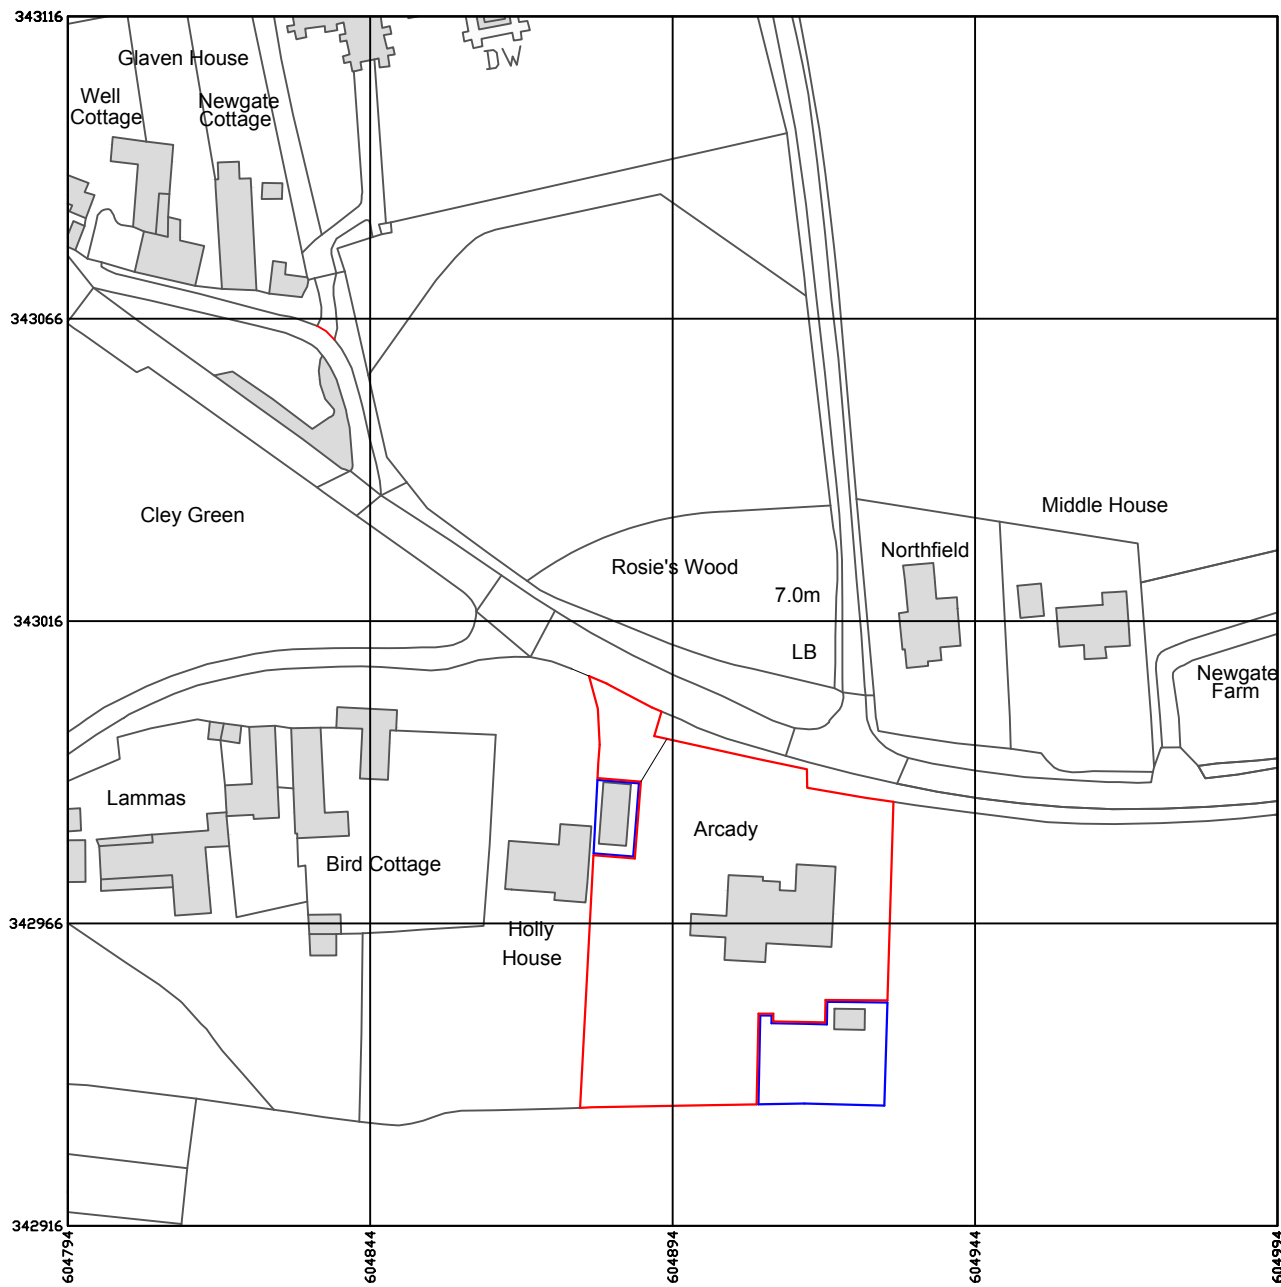 343116
Glaven House
DW
Well
Cottage
Newgate
Cottage
343066
Cley Green
Middle House
Northfield
Rosie's Wood
7.0m
343016
LB
Newgate
Farm
Lammas
Arcady
Bird Cottage
342966
Holly
House
342916
604794
604844
604894
604944
604994